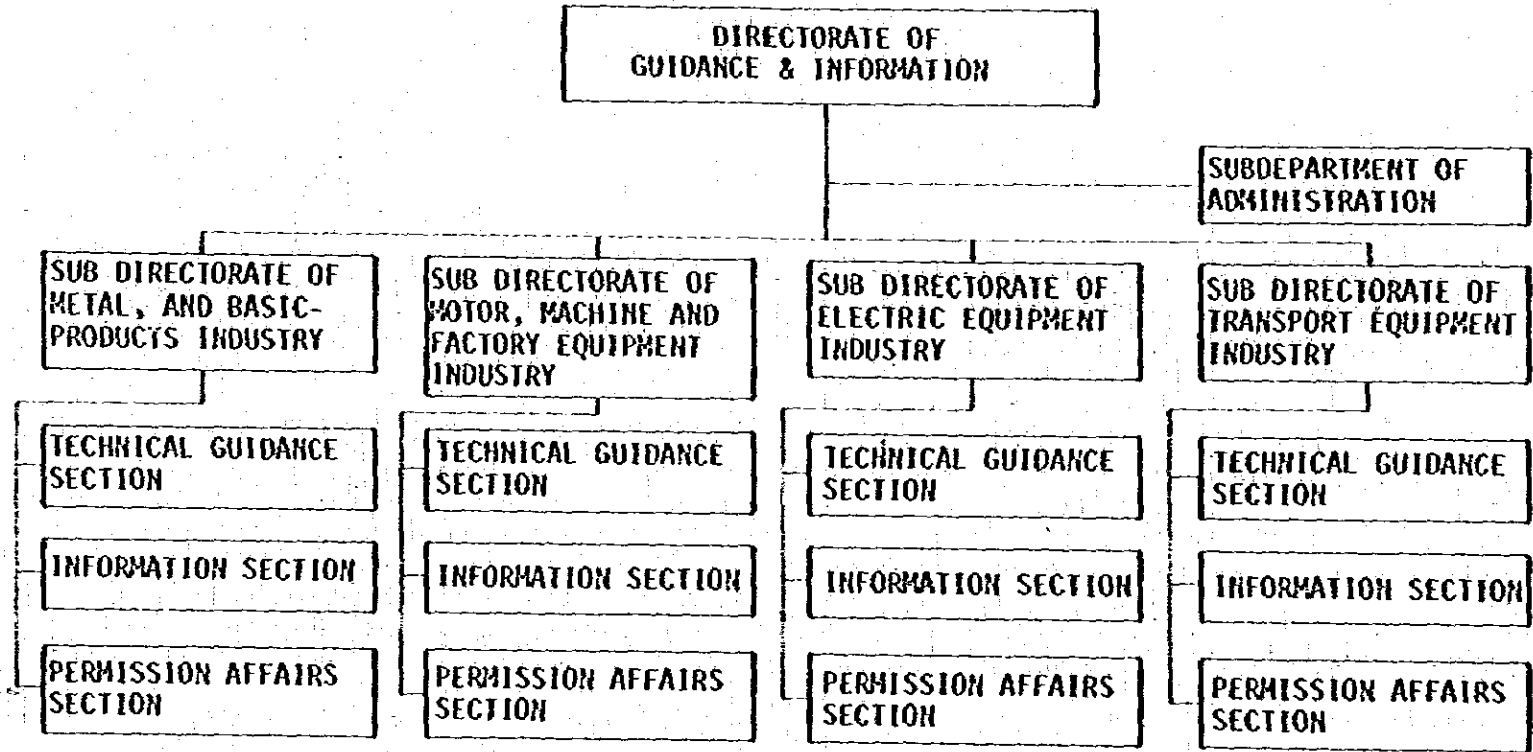 DIRECTORATE OF
GUIDANCE & INFORMATION
SUBDEPARTMENT OF
ADMINISTRATION
SUB DIRECTORATE OF
METAL, AND BASIC-
PRODUCTS INDUSTRY
SUB DIRECTORATE OF
MOTOR, MACHINE AND
FACTORY EQUIPMENT
INDUSTRY
SUB DIRECTORATE OF
ELECTRIC EQUIPMENT
INDUSTRY
SUB DIRECTORATE OF
TRANSPORT EQUIPMENT
INDUSTRY
TECHNICAL GUIDANCE
SECTION
TECHNICAL GUIDANCE
SECTION
TECHNICAL GUIDANCE
SECTION
TECHNICAL GUIDANCE
SECTION
INFORMATION SECTION
INFORMATION SECTION
INFORMATION SECTION
INFORMATION SECTION
PERMISSION AFFAIRS
SECTION
PERMISSION AFFAIRS
SECTION
PERMISSION AFFAIRS
SECTION
PERMISSION AFFAIRS
SECTION